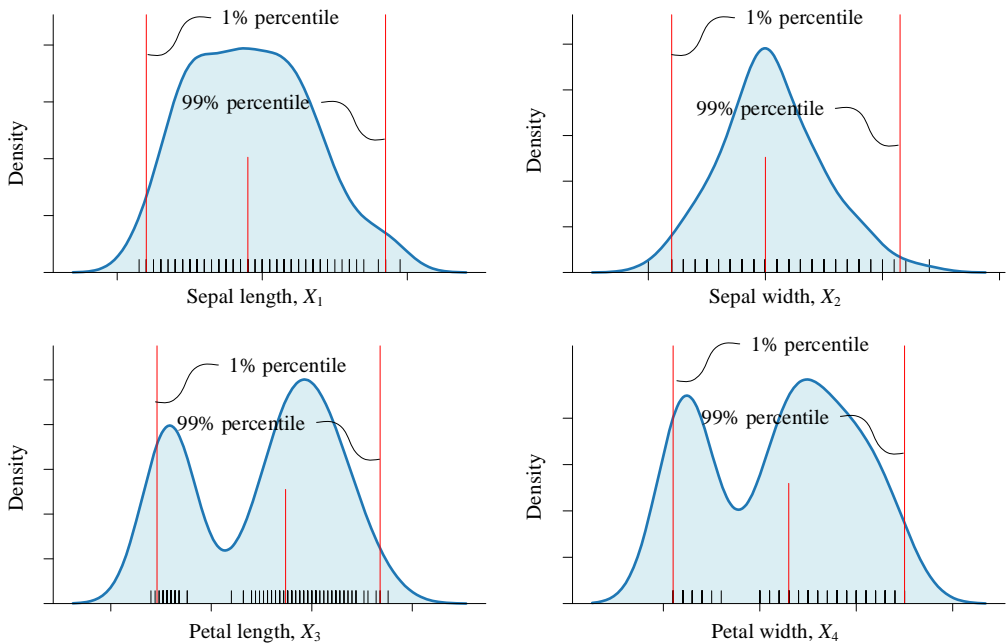 1% percentile
99% percentile
Density
Sepal length, X₁
1% percentile
99% percentile
Density
Sepal width, X₂
1% percentile
99% percentile
Density
Petal length, X₃
1% percentile
99% percentile
Density
Petal width, X₄